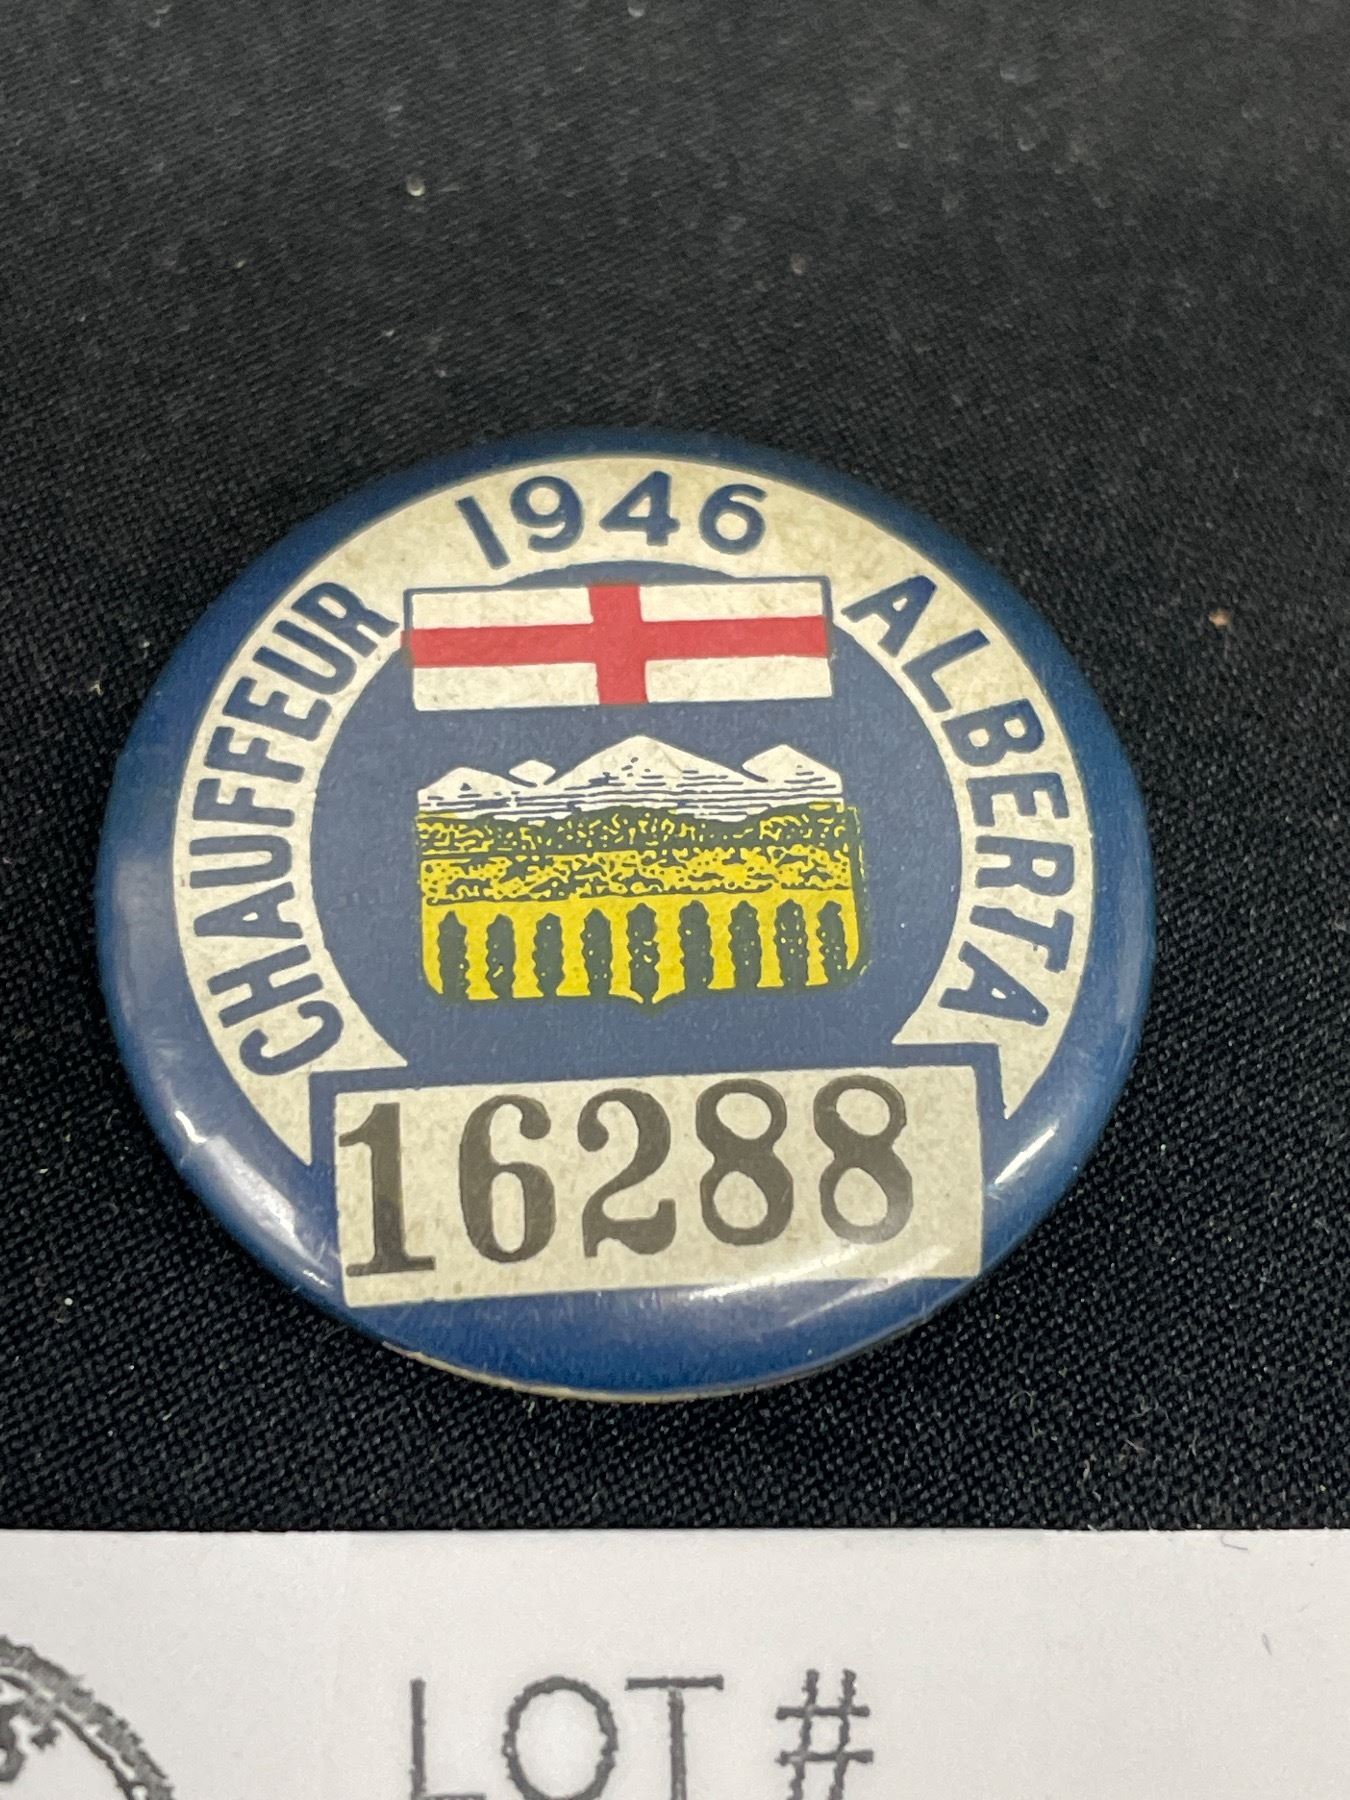 CHAUFFEUR 1946 ALBERTA
16288
LOT #